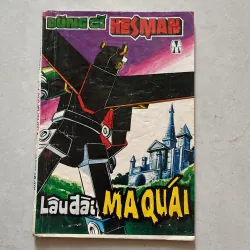 DŨNG SĨ HESMAN
Lâu đài MA QUÁI